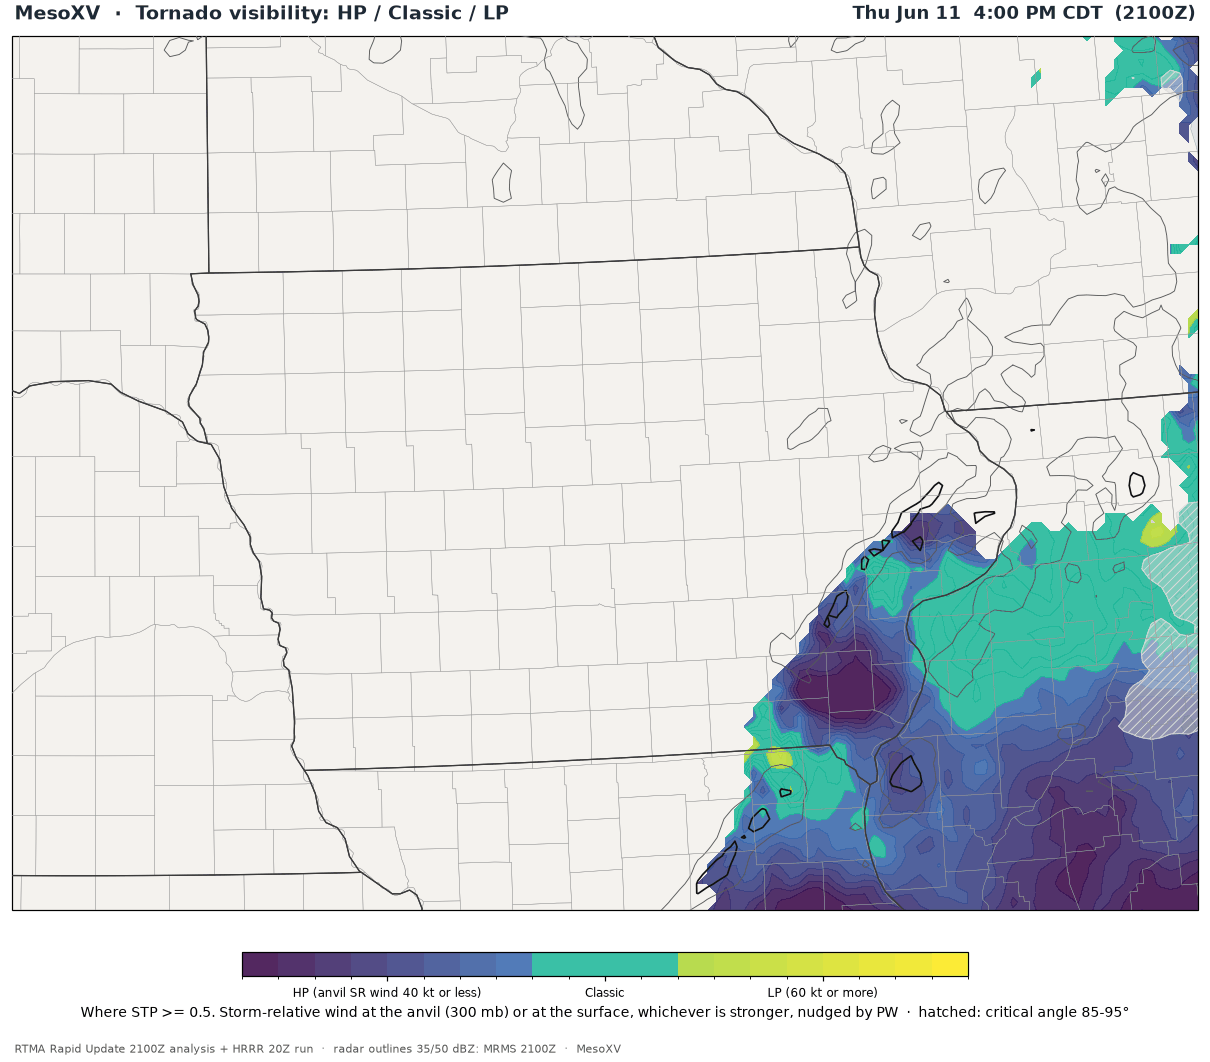 MesoXV · Tornado visibility: HP / Classic / LP
Thu Jun 11 4:00 PM CDT (2100Z)
HP (anvil SR wind 40 kt or less)
Classic
LP (60 kt or more)
Where STP >= 0.5. Storm-relative wind at the anvil (300 mb) or at the surface, whichever is stronger, nudged by PW · hatched: critical angle 85-95°
RTMA Rapid Update 2100Z analysis + HRRR 20Z run · radar outlines 35/50 dBZ: MRMS 2100Z · MesoXV